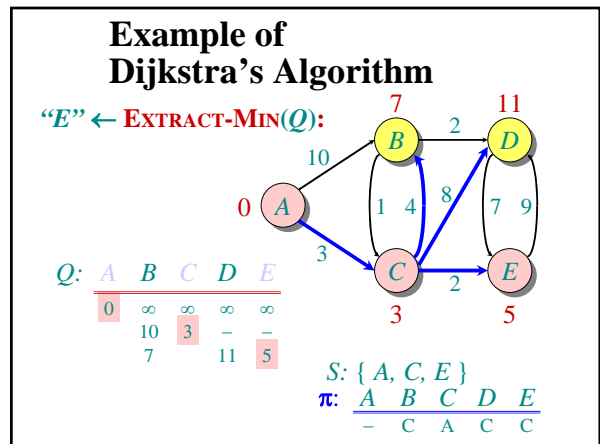 Example of
Dijkstra's Algorithm
“E” ← EXTRACT-MIN(Q):
7
11
B
2
D
10
0
A
1
4
8
7
9
3
C
2
E
3
5
Q: A B C D E
0 ∞ ∞ ∞ ∞
10 3 – –
7 11 5
S: { A, C, E }
π: A B C D E
– C A C C